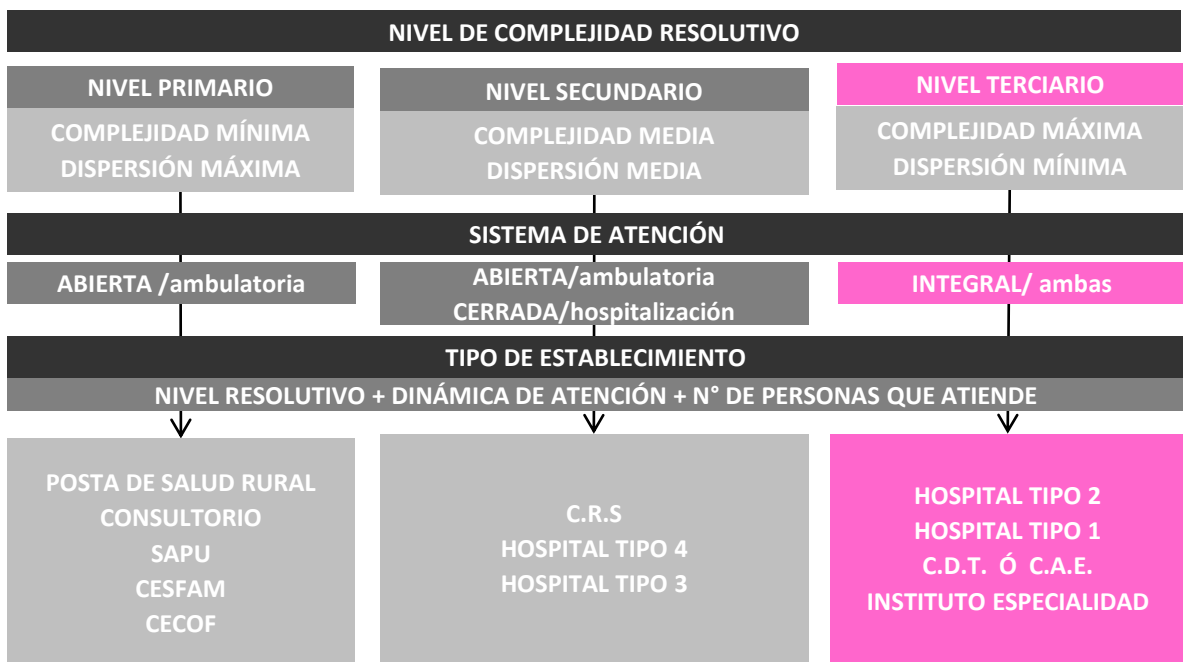 NIVEL DE COMPLEJIDAD RESOLUTIVO
NIVEL PRIMARIO
COMPLEJIDAD MÍNIMA
DISPERSIÓN MÁXIMA
NIVEL SECUNDARIO
COMPLEJIDAD MEDIA
DISPERSIÓN MEDIA
NIVEL TERCIARIO
COMPLEJIDAD MÁXIMA
DISPERSIÓN MÍNIMA
SISTEMA DE ATENCIÓN
ABIERTA /ambulatoria
ABIERTA/ambulatoria
CERRADA/hospitalización
INTEGRAL/ ambas
TIPO DE ESTABLECIMIENTO
NIVEL RESOLUTIVO + DINÁMICA DE ATENCIÓN + N° DE PERSONAS QUE ATIENDE
POSTA DE SALUD RURAL
CONSULTORIO
SAPU
CESFAM
CECOF
C.R.S
HOSPITAL TIPO 4
HOSPITAL TIPO 3
HOSPITAL TIPO 2
HOSPITAL TIPO 1
C.D.T. Ó C.A.E.
INSTITUTO ESPECIALIDAD